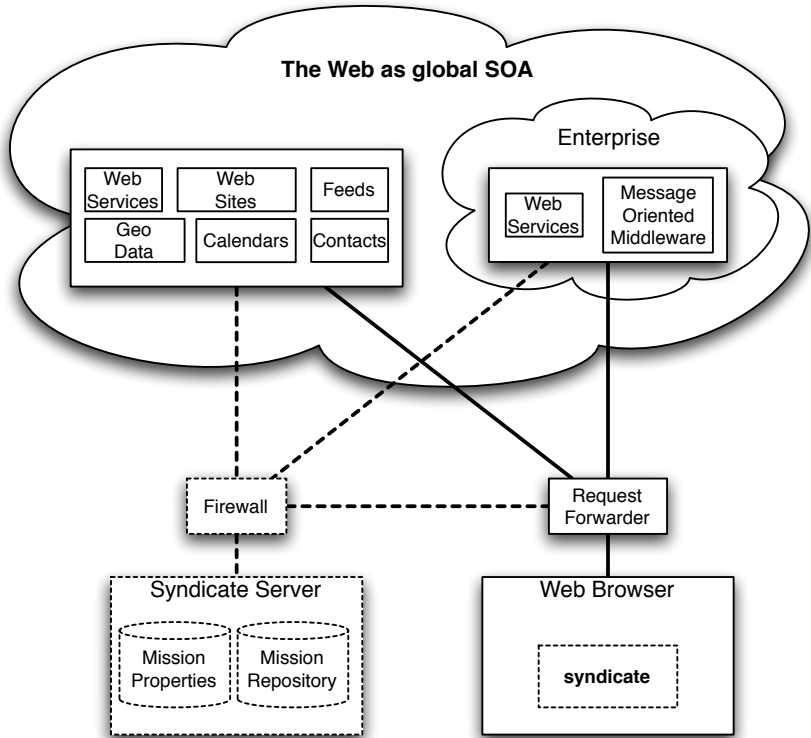 The Web as global SOA
Enterprise
Web
Services
Web
Sites
Feeds
Geo
Data
Calendars
Contacts
Web
Services
Message
Oriented
Middleware
Firewall
Request
Forwarder
Syndicate Server
Mission
Properties
Mission
Repository
Web Browser
syndicate